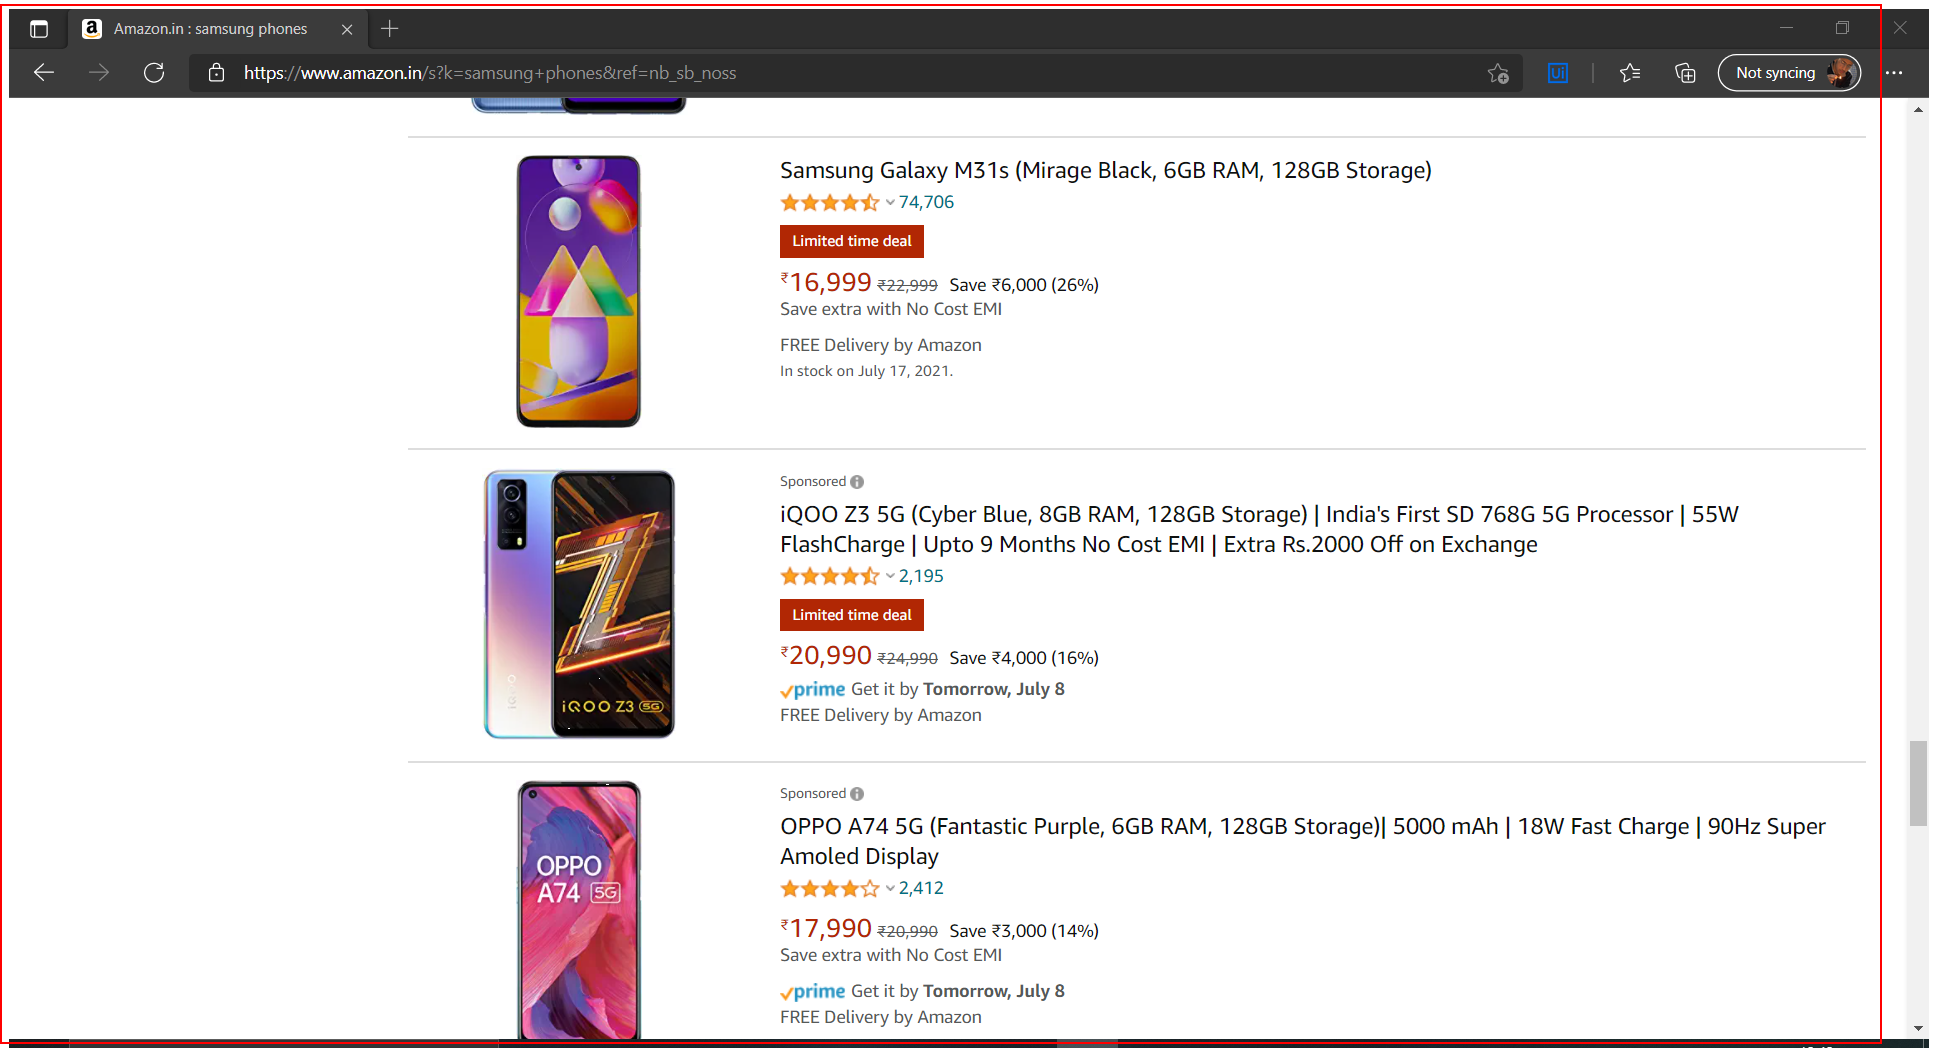 Amazon.in : samsung phones
https://www.amazon.in/s?k=samsung+phones&ref=nb_sb_noss
Ui
Not syncing
Samsung Galaxy M31s (Mirage Black, 6GB RAM, 128GB Storage)
74,706
Limited time deal
₹16,999 ₹22,999 Save ₹6,000 (26%)
Save extra with No Cost EMI
FREE Delivery by Amazon
In stock on July 17, 2021.
Sponsored
iQOO Z3 5G (Cyber Blue, 8GB RAM, 128GB Storage) | India's First SD 768G 5G Processor | 55W
FlashCharge | Upto 9 Months No Cost EMI | Extra Rs.2000 Off on Exchange
2,195
Limited time deal
₹20,990 ₹24,990 Save ₹4,000 (16%)
prime Get it by Tomorrow, July 8
FREE Delivery by Amazon
iQOO
iQOO Z3 5G
Sponsored
OPPO A74 5G (Fantastic Purple, 6GB RAM, 128GB Storage)| 5000 mAh | 18W Fast Charge | 90Hz Super
Amoled Display
2,412
₹17,990 ₹20,990 Save ₹3,000 (14%)
Save extra with No Cost EMI
prime Get it by Tomorrow, July 8
FREE Delivery by Amazon
OPPO
A74 5G